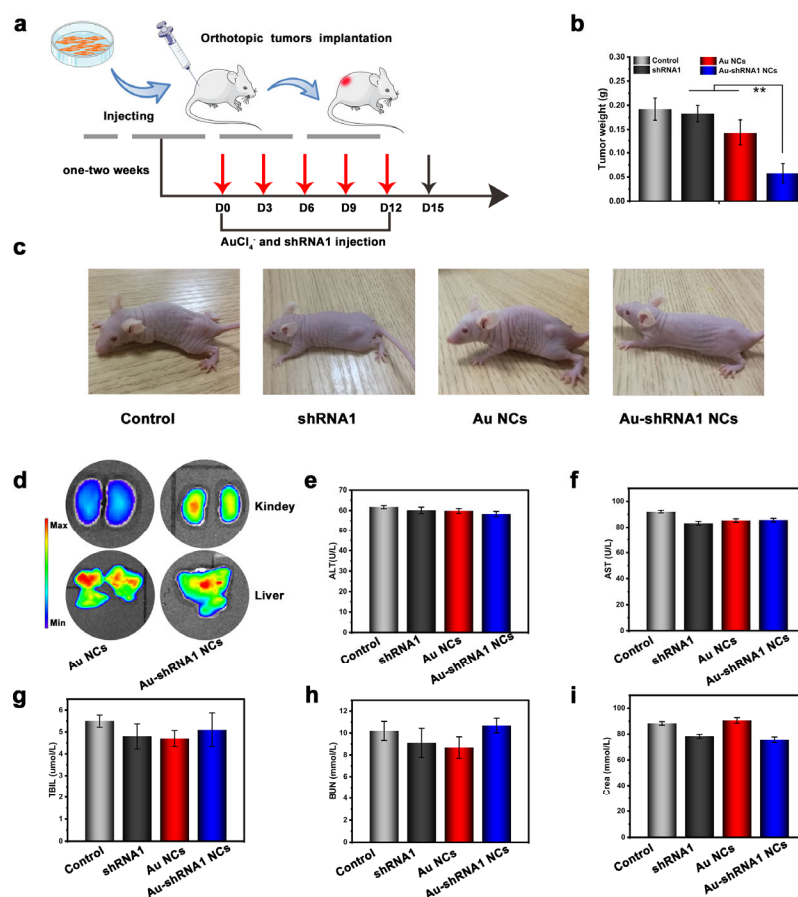 a
Orthotopic tumors implantation
Injecting
one-two weeks
D0 D3 D6 D9 D12 D15
AuCl4- and shRNA1 injection
b
Control
shRNA1
Au NCs
Au-shRNA1 NCs
**
Tumor weight (g)
0.30
0.25
0.20
0.15
0.10
0.05
0.00
c
Control shRNA1 Au NCs Au-shRNA1 NCs
d
Max
Min
Kindey
Liver
Au NCs
Au-shRNA1 NCs
e
ALT(U/L)
70
60
50
40
30
20
10
0
Control
shRNA1
Au NCs
Au-shRNA1 NCs
f
AST (U/L)
100
80
60
40
20
0
Control
shRNA1
Au NCs
Au-shRNA1 NCs
g
TBIL (umol/L)
6
5
4
3
2
1
0
Control
shRNA1
Au NCs
Au-shRNA1 NCs
h
BUN (mmol/L)
12
10
8
6
4
2
0
Control
shRNA1
Au NCs
Au-shRNA1 NCs
i
Crea (mmol/L)
100
80
60
40
20
0
Control
shRNA1
Au NCs
Au-shRNA1 NCs